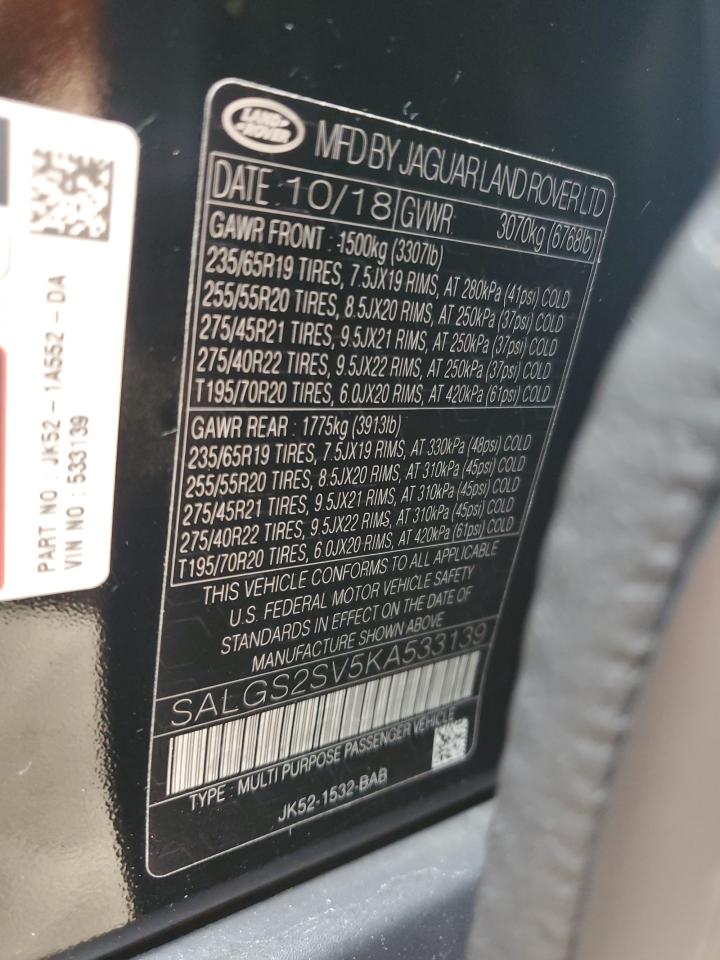 PART NO : JK52 - 1A552 - DA
VIN NO : 533139
LAND
ROVER
MFD BY JAGUAR LAND ROVER LTD
DATE 10/18 GVWR: 3070kg (6768lb)
GAWR FRONT : 1500kg (3307lb)
235/65R19 TIRES, 7.5JX19 RIMS, AT 280kPa (41psi) COLD
255/55R20 TIRES, 8.5JX20 RIMS, AT 250kPa (37psi) COLD
275/45R21 TIRES, 9.5JX21 RIMS, AT 250kPa (37psi) COLD
275/40R22 TIRES, 9.5JX22 RIMS, AT 250kPa (37psi) COLD
T195/70R20 TIRES, 6.0JX20 RIMS, AT 420kPa (61psi) COLD
GAWR REAR : 1775kg (3913lb)
235/65R19 TIRES, 7.5JX19 RIMS, AT 330kPa (48psi) COLD
255/55R20 TIRES, 8.5JX20 RIMS, AT 310kPa (45psi) COLD
275/45R21 TIRES, 9.5JX21 RIMS, AT 310kPa (45psi) COLD
275/40R22 TIRES, 9.5JX22 RIMS, AT 310kPa (45psi) COLD
T195/70R20 TIRES, 6.0JX20 RIMS, AT 420kPa (61psi) COLD
THIS VEHICLE CONFORMS TO ALL APPLICABLE
U.S. FEDERAL MOTOR VEHICLE SAFETY
STANDARDS IN EFFECT ON THE DATE OF
MANUFACTURE SHOWN ABOVE
SALGS2SV5KA533139
TYPE : MULTI PURPOSE PASSENGER VEHICLE
JK52-1532-BAB